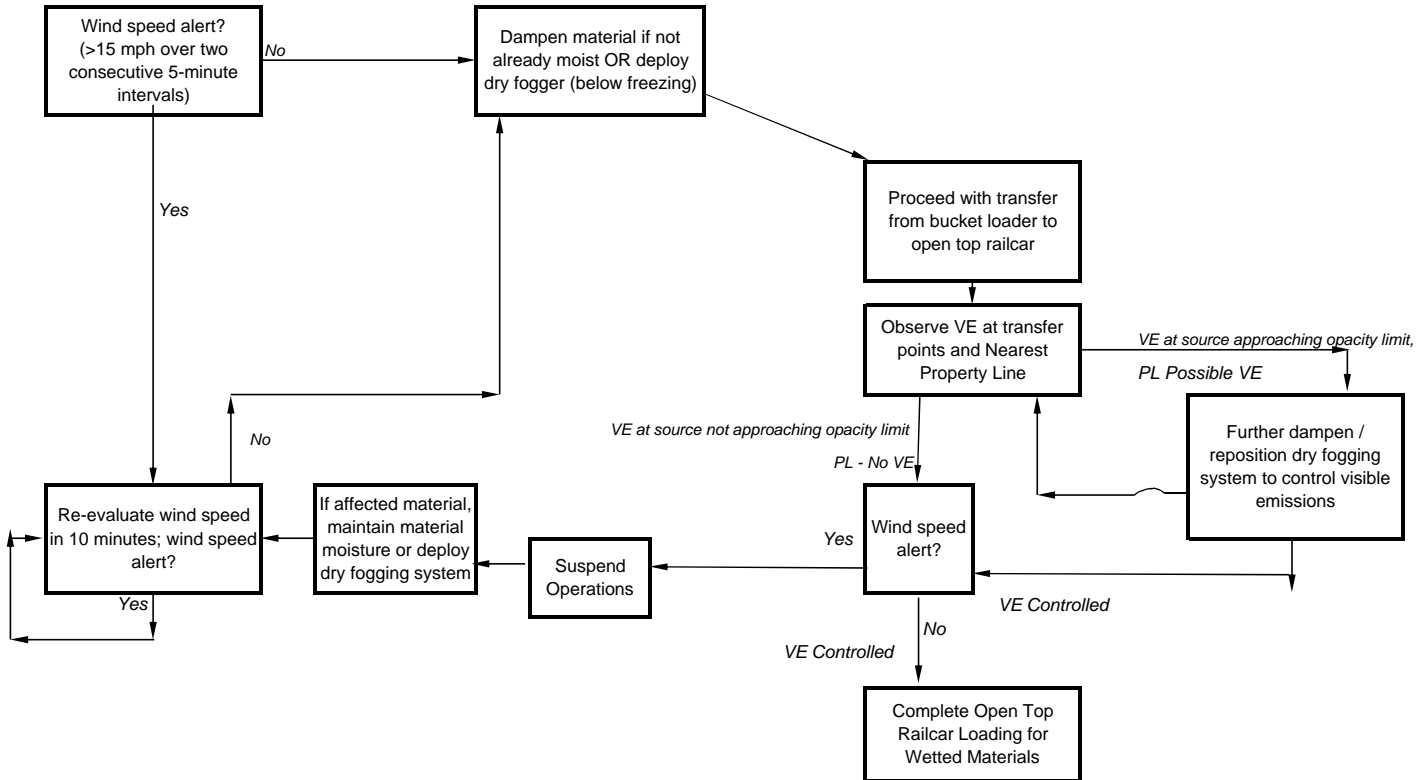 Wind speed alert?
(>15 mph over two
consecutive 5-minute
intervals)
No
Dampen material if not
already moist OR deploy
dry fogger (below freezing)
Yes
Proceed with transfer
from bucket loader to
open top railcar
Observe VE at transfer
points and Nearest
Property Line
VE at source approaching opacity limit,
PL Possible VE
VE at source not approaching opacity limit
PL - No VE
Further dampen /
reposition dry fogging
system to control visible
emissions
No
Re-evaluate wind speed
in 10 minutes; wind speed
alert?
Yes
If affected material,
maintain material
moisture or deploy
dry fogging system
Suspend
Operations
Yes
Wind speed
alert?
VE Controlled
No
VE Controlled
Complete Open Top
Railcar Loading for
Wetted Materials